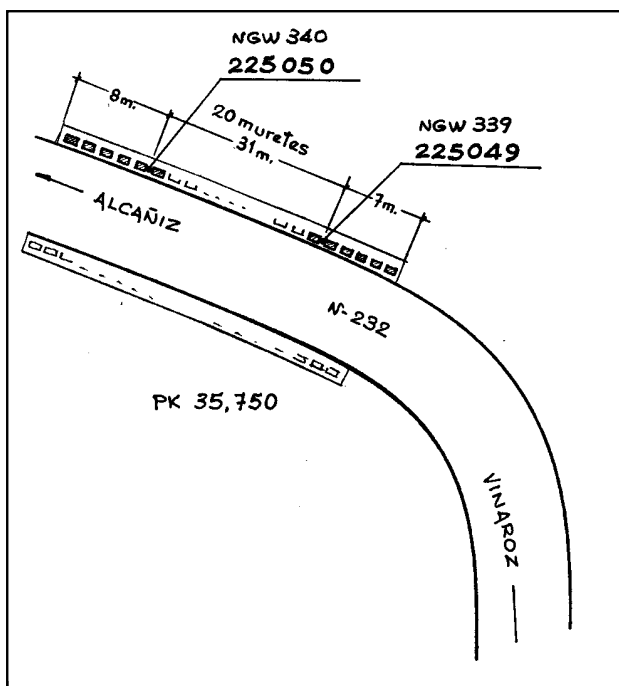 NGW 340
225050
8m.
20 muretes
31m.
NGW 339
225049
7m.
ALCAÑIZ
N-232
PK 35,750
VINAROZ